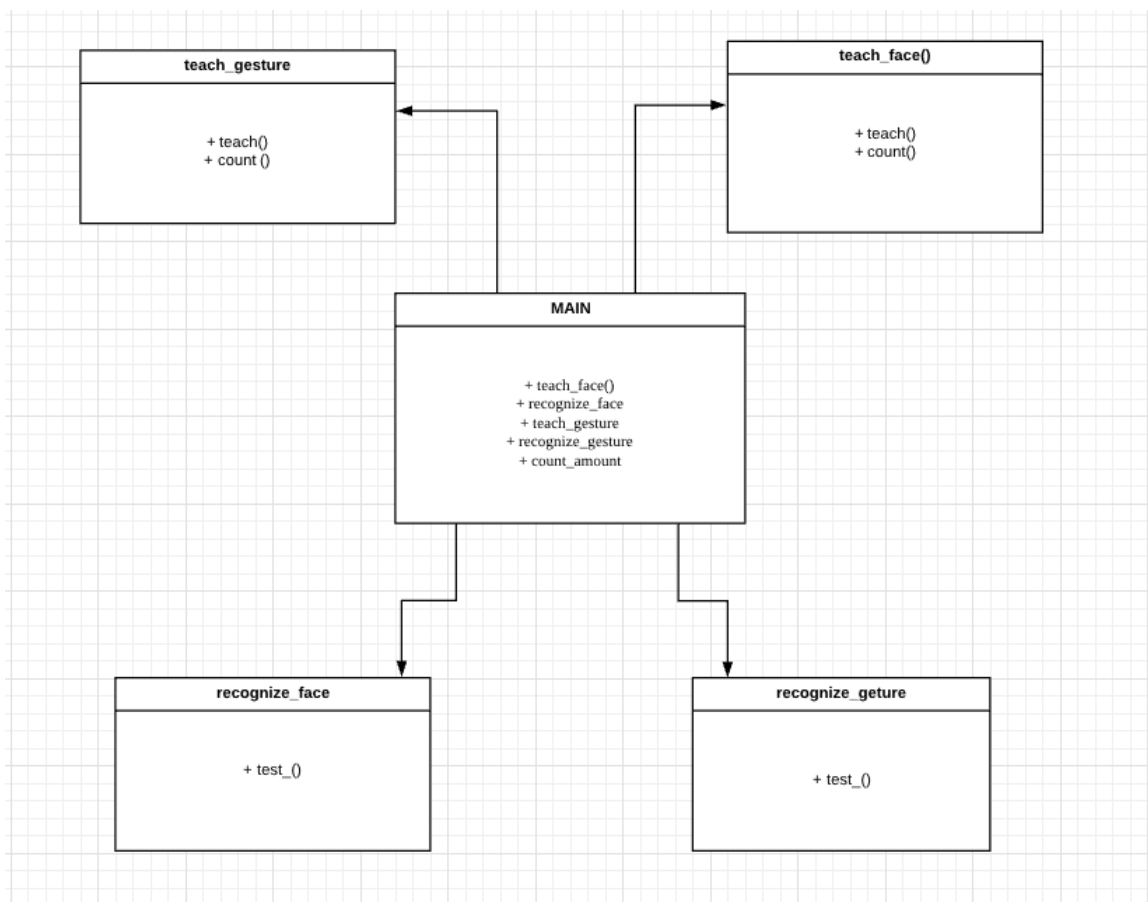 teach_gesture
+ teach()
+ count ()
teach_face()
+ teach()
+ count()
MAIN
+ teach_face()
+ recognize_face
+ teach_gesture
+ recognize_gesture
+ count_amount
recognize_face
+ test_()
recognize_geture
+ test_()